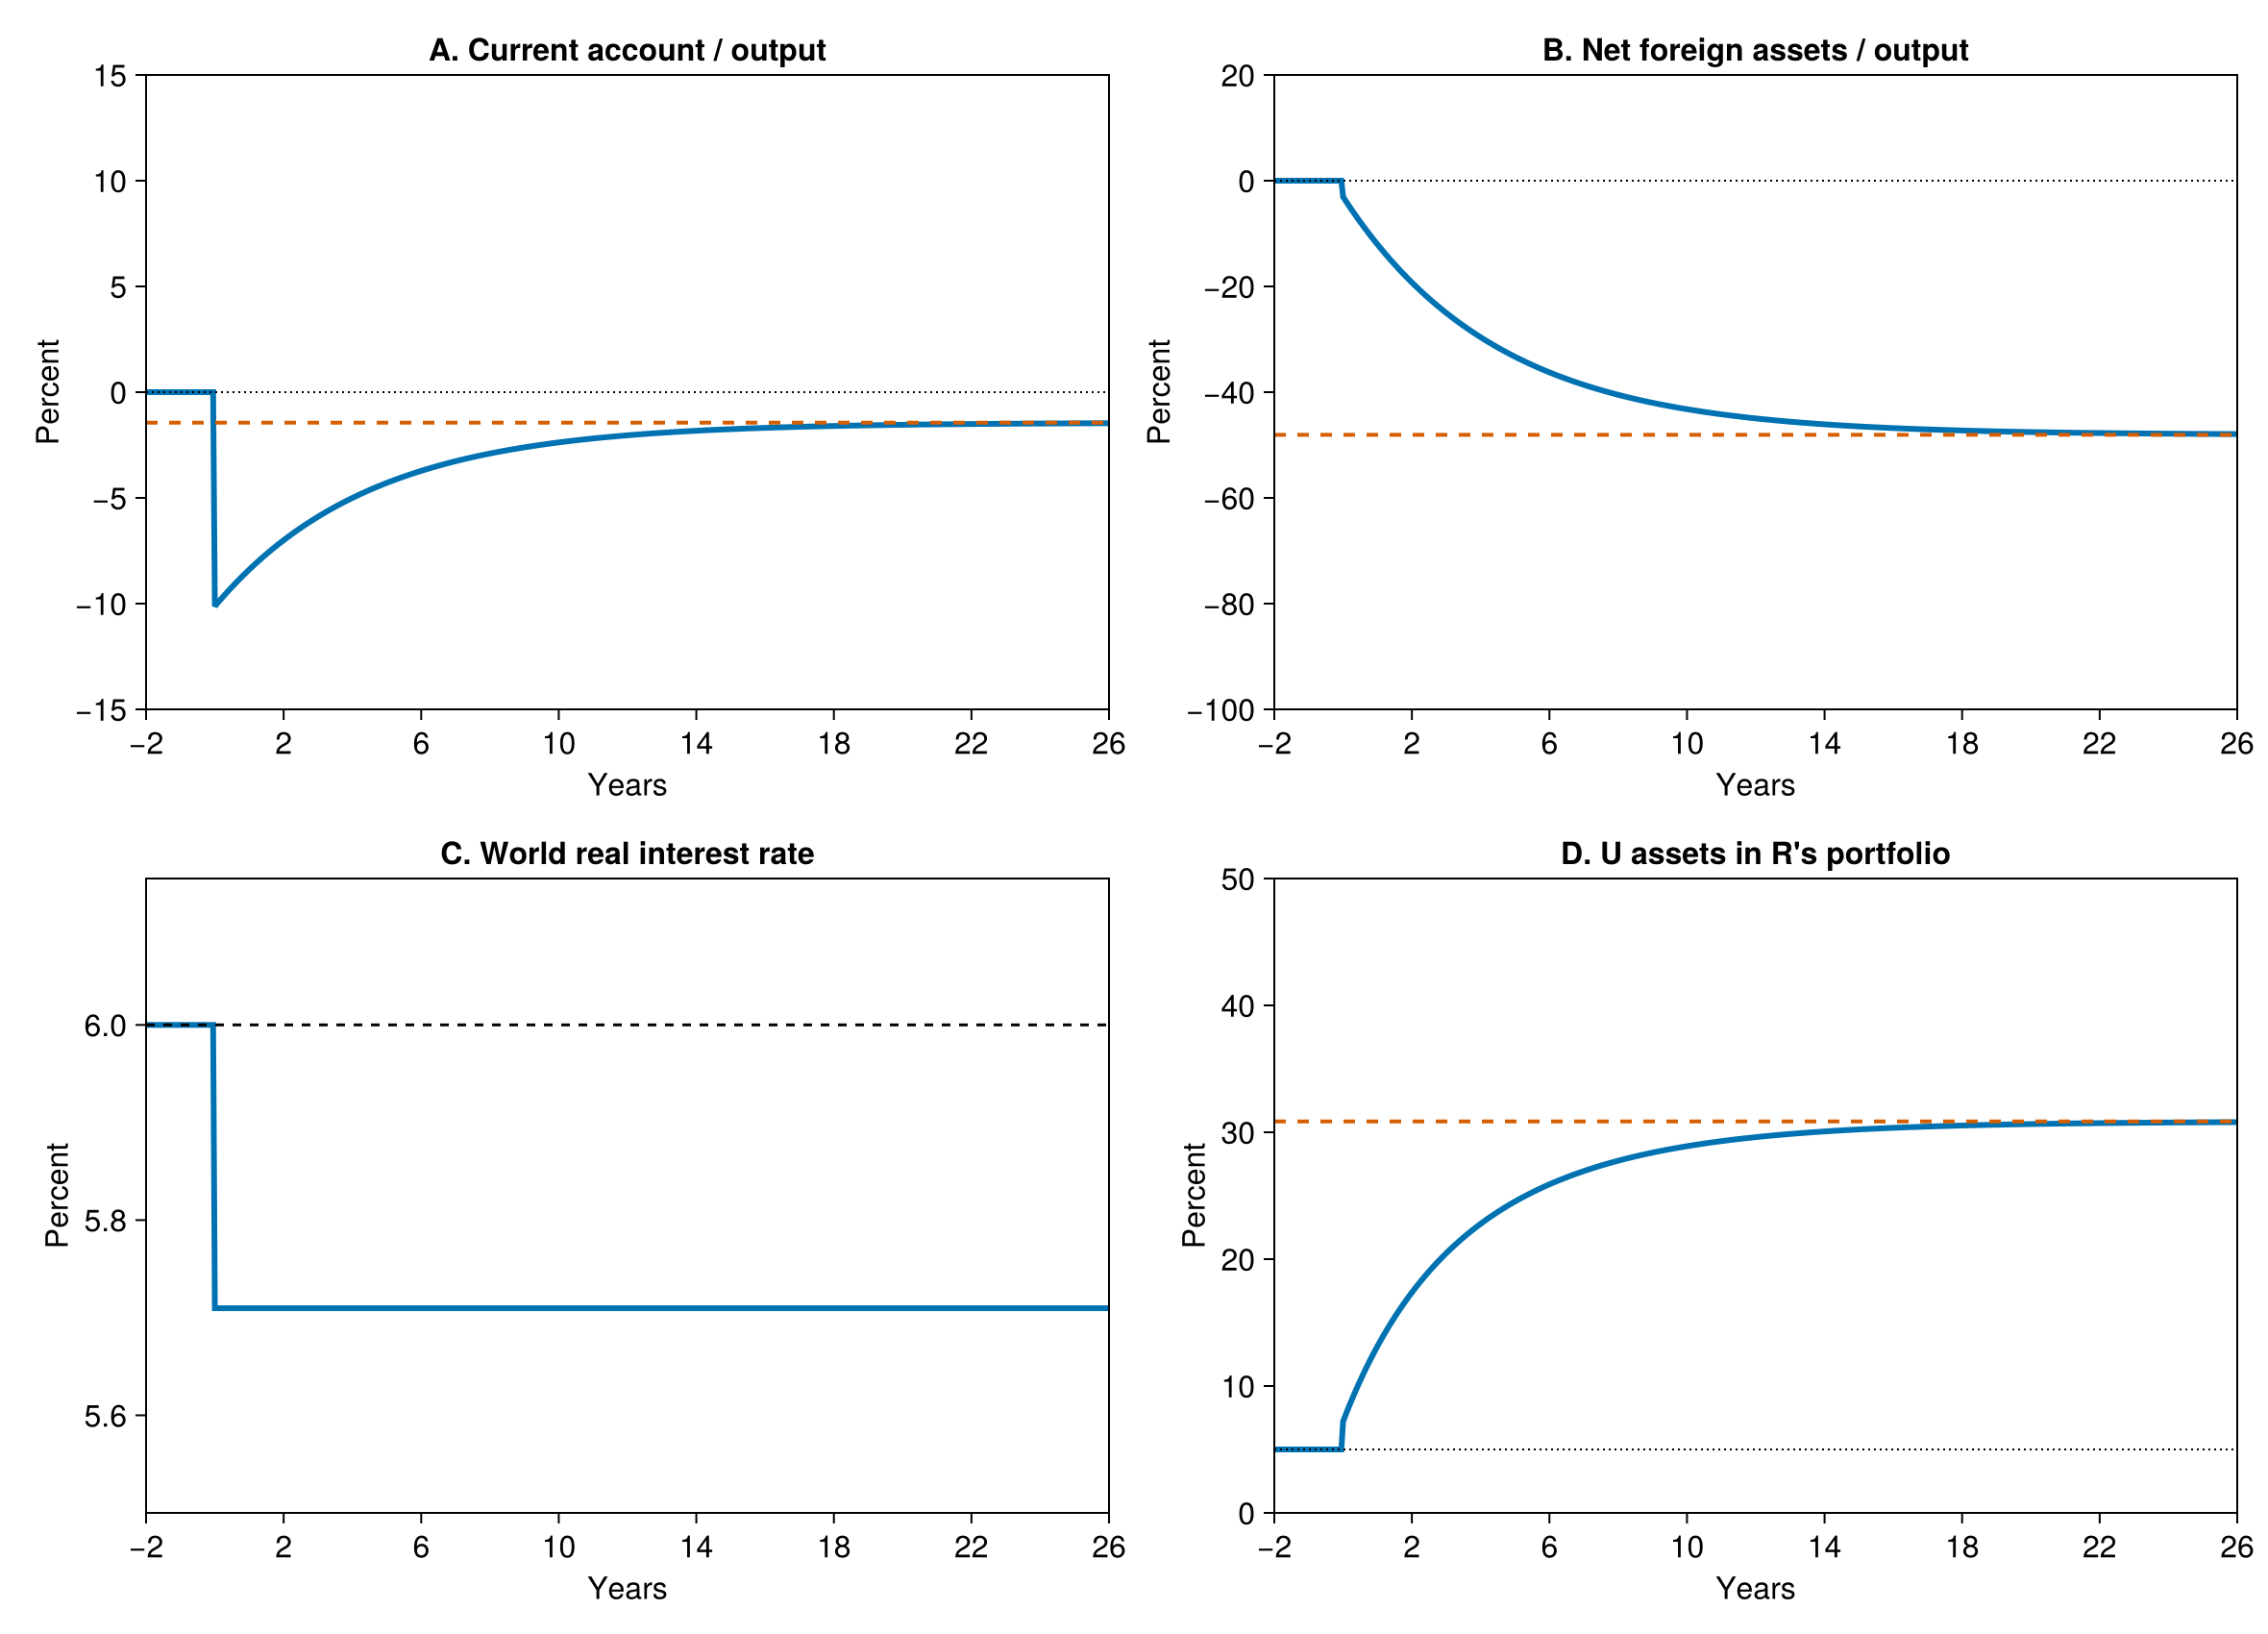 A. Current account / output
15
10
5
0
−5
−10
−15
Percent
−2 2 6 10 14 18 22 26
Years
B. Net foreign assets / output
20
0
−20
−40
−60
−80
−100
Percent
−2 2 6 10 14 18 22 26
Years
C. World real interest rate
6.0
5.8
5.6
Percent
−2 2 6 10 14 18 22 26
Years
D. U assets in R's portfolio
50
40
30
20
10
0
Percent
−2 2 6 10 14 18 22 26
Years